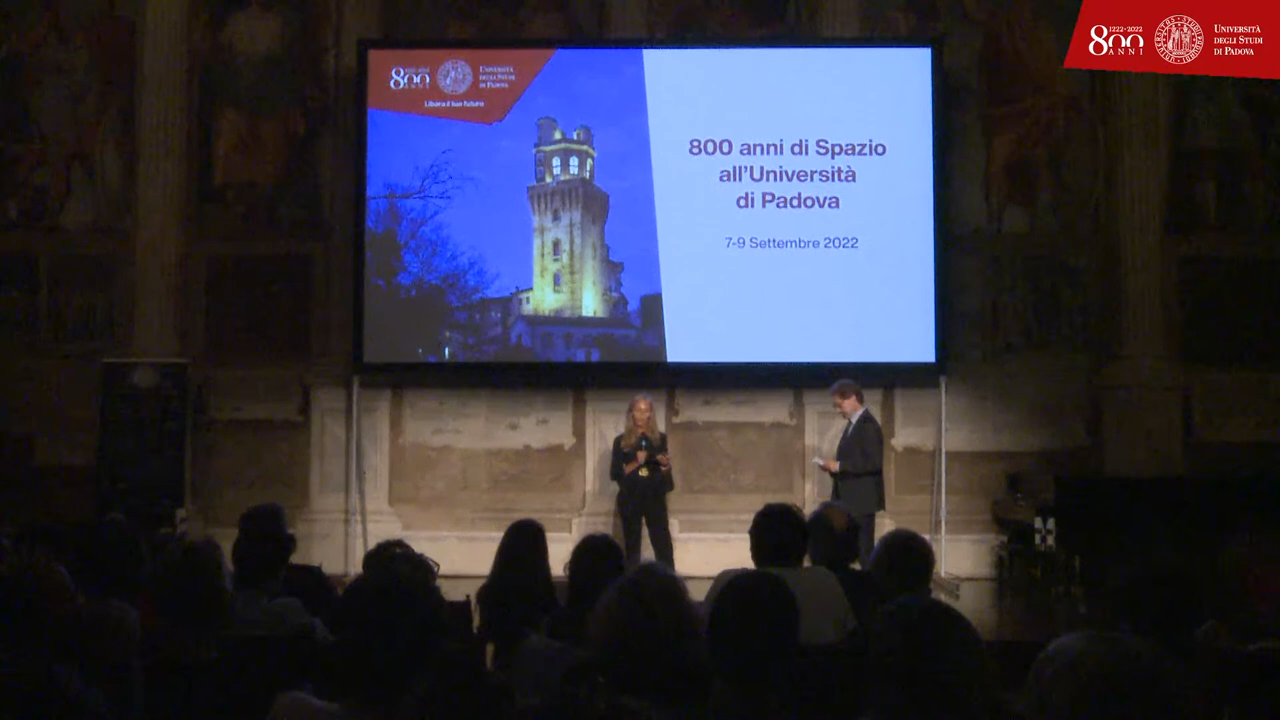 800
1222·2022
ANNI
UNIVERSITÀ
DEGLI STUDI
DI PADOVA
800
ANNI
UNIVERSITÀ
DEGLI STUDI
DI PADOVA
Libera il tuo futuro
800 anni di Spazio
all'Università
di Padova
7-9 Settembre 2022